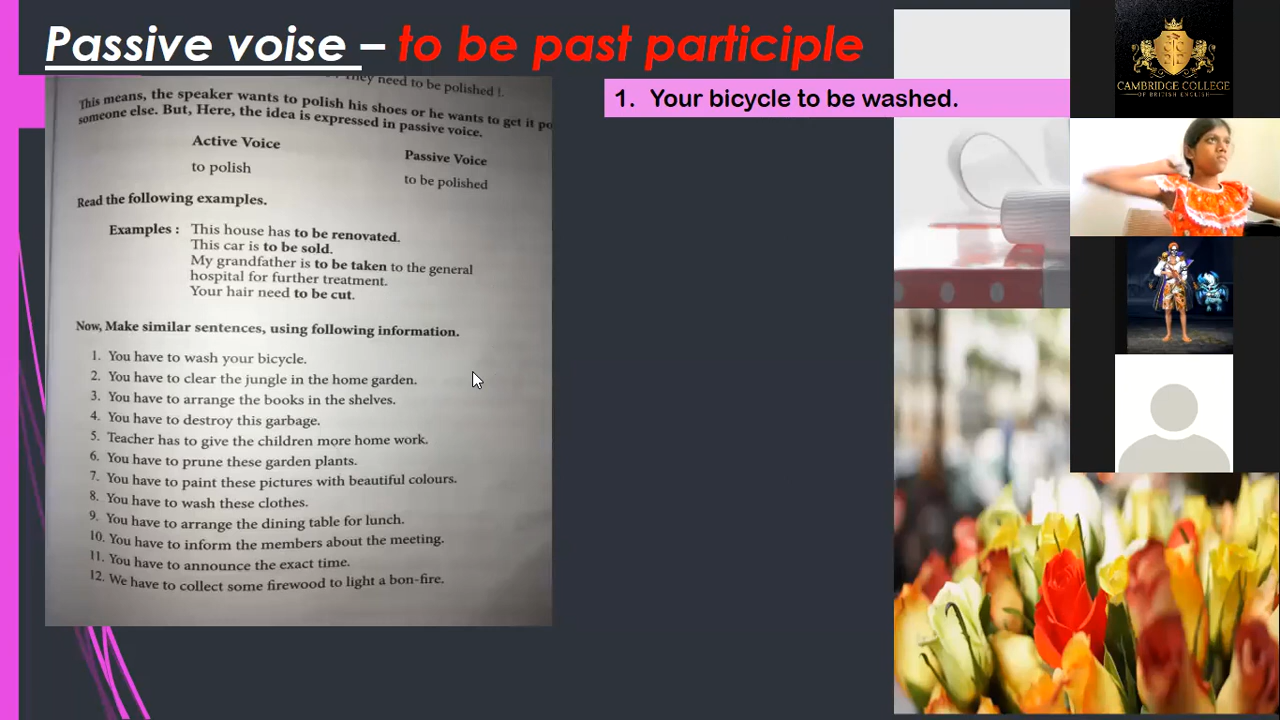 Passive voise – to be past participle
They need to be polished !.
This means, the speaker wants to polish his shoes or he wants to get it po
someone else. But, Here, the idea is expressed in passive voice.
Active Voice
Passive Voice
to polish
to be polished
Read the following examples.
Examples : This house has to be renovated.
This car is to be sold.
My grandfather is to be taken to the general
hospital for further treatment.
Your hair need to be cut.
Now, Make similar sentences, using following information.
1. You have to wash your bicycle.
2. You have to clear the jungle in the home garden.
3. You have to arrange the books in the shelves.
4. You have to destroy this garbage.
5. Teacher has to give the children more home work.
6. You have to prune these garden plants.
7. You have to paint these pictures with beautiful colours.
8. You have to wash these clothes.
9. You have to arrange the dining table for lunch.
10. You have to inform the members about the meeting.
11. You have to announce the exact time.
12. We have to collect some firewood to light a bon-fire.
1. Your bicycle to be washed.
CAMBRIDGE COLLEGE
OF BRITISH ENGLISH